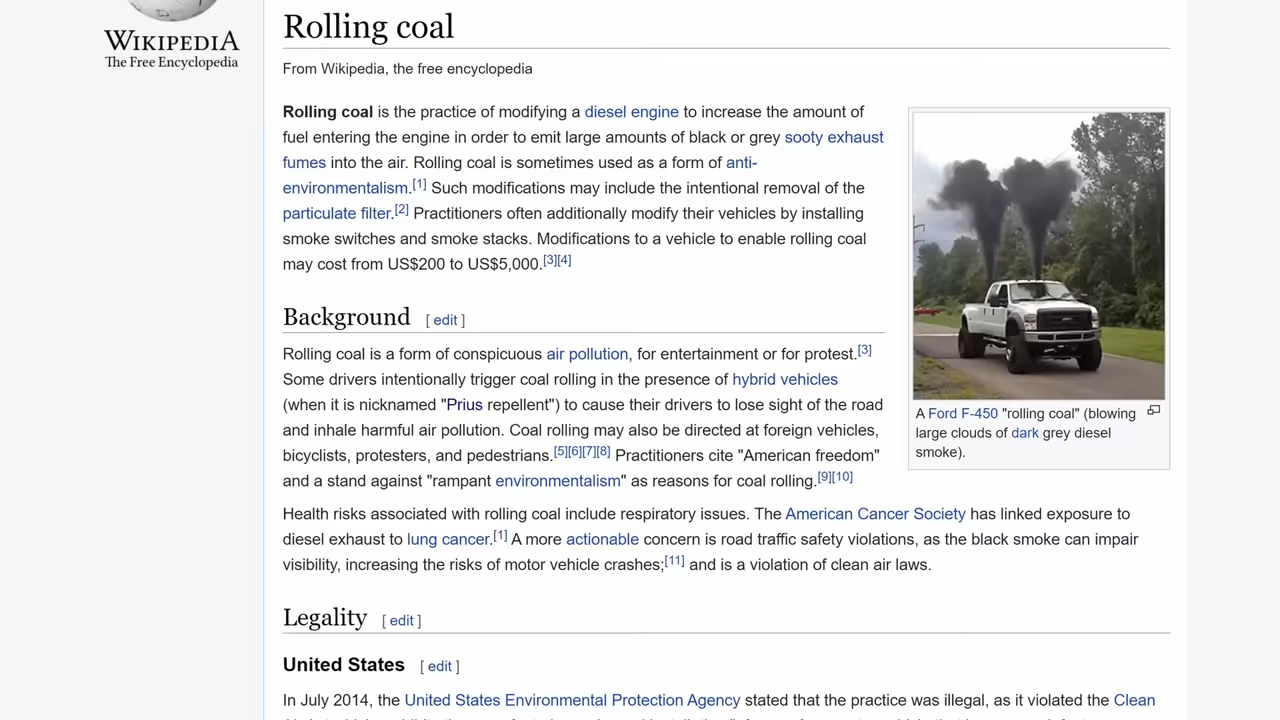 WIKIPEDIA
The Free Encyclopedia
Rolling coal
From Wikipedia, the free encyclopedia
Rolling coal is the practice of modifying a diesel engine to increase the amount of
fuel entering the engine in order to emit large amounts of black or grey sooty exhaust
fumes into the air. Rolling coal is sometimes used as a form of anti-
environmentalism.[1] Such modifications may include the intentional removal of the
particulate filter.[2] Practitioners often additionally modify their vehicles by installing
smoke switches and smoke stacks. Modifications to a vehicle to enable rolling coal
may cost from US$200 to US$5,000.[3][4]
A Ford F-450 "rolling coal" (blowing
large clouds of dark grey diesel
smoke).
Background [ edit ]
Rolling coal is a form of conspicuous air pollution, for entertainment or for protest.[3]
Some drivers intentionally trigger coal rolling in the presence of hybrid vehicles
(when it is nicknamed "Prius repellent") to cause their drivers to lose sight of the road
and inhale harmful air pollution. Coal rolling may also be directed at foreign vehicles,
bicyclists, protesters, and pedestrians.[5][6][7][8] Practitioners cite "American freedom"
and a stand against "rampant environmentalism" as reasons for coal rolling.[9][10]
Health risks associated with rolling coal include respiratory issues. The American Cancer Society has linked exposure to
diesel exhaust to lung cancer.[1] A more actionable concern is road traffic safety violations, as the black smoke can impair
visibility, increasing the risks of motor vehicle crashes;[11] and is a violation of clean air laws.
Legality [ edit ]
United States [ edit ]
In July 2014, the United States Environmental Protection Agency stated that the practice was illegal, as it violated the Clean